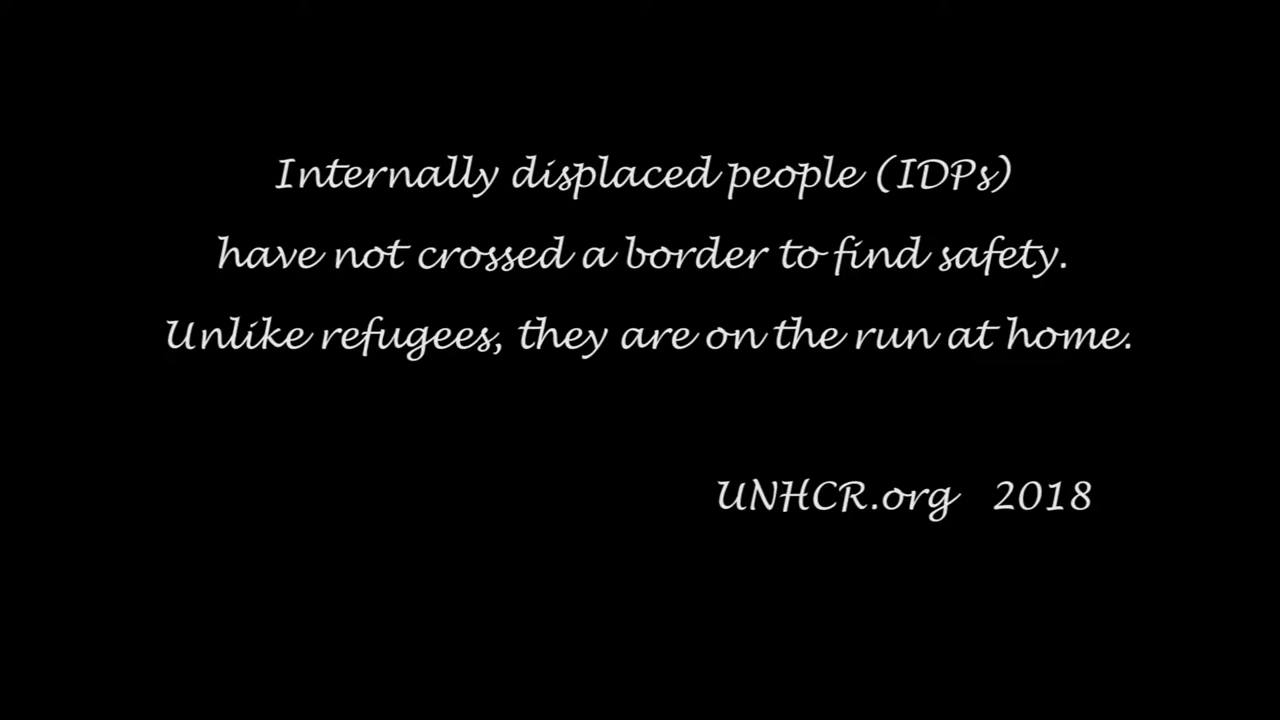 Internally displaced people (IDPs)
have not crossed a border to find safety.
Unlike refugees, they are on the run at home.
UNHCR.org 2018